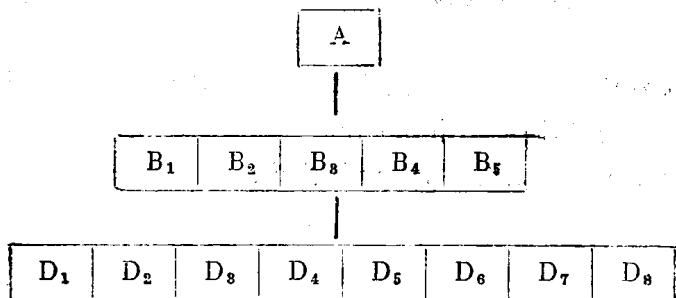 A
B₁ B₂ B₃ B₄ B₅
D₁ D₂ D₃ D₄ D₅ D₆ D₇ D₈